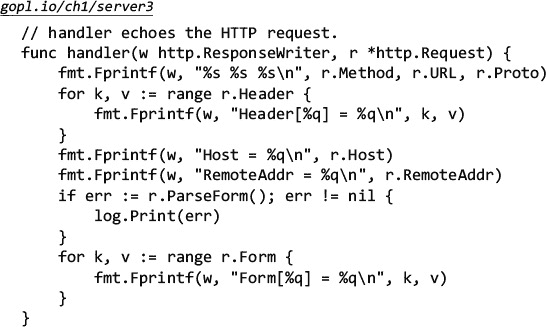 gopl.io/ch1/server3
// handler echoes the HTTP request.
func handler(w http.ResponseWriter, r *http.Request) {
    fmt.Fprintf(w, "%s %s %s\n", r.Method, r.URL, r.Proto)
    for k, v := range r.Header {
        fmt.Fprintf(w, "Header[%q] = %q\n", k, v)
    }
    fmt.Fprintf(w, "Host = %q\n", r.Host)
    fmt.Fprintf(w, "RemoteAddr = %q\n", r.RemoteAddr)
    if err := r.ParseForm(); err != nil {
        log.Print(err)
    }
    for k, v := range r.Form {
        fmt.Fprintf(w, "Form[%q] = %q\n", k, v)
    }
}